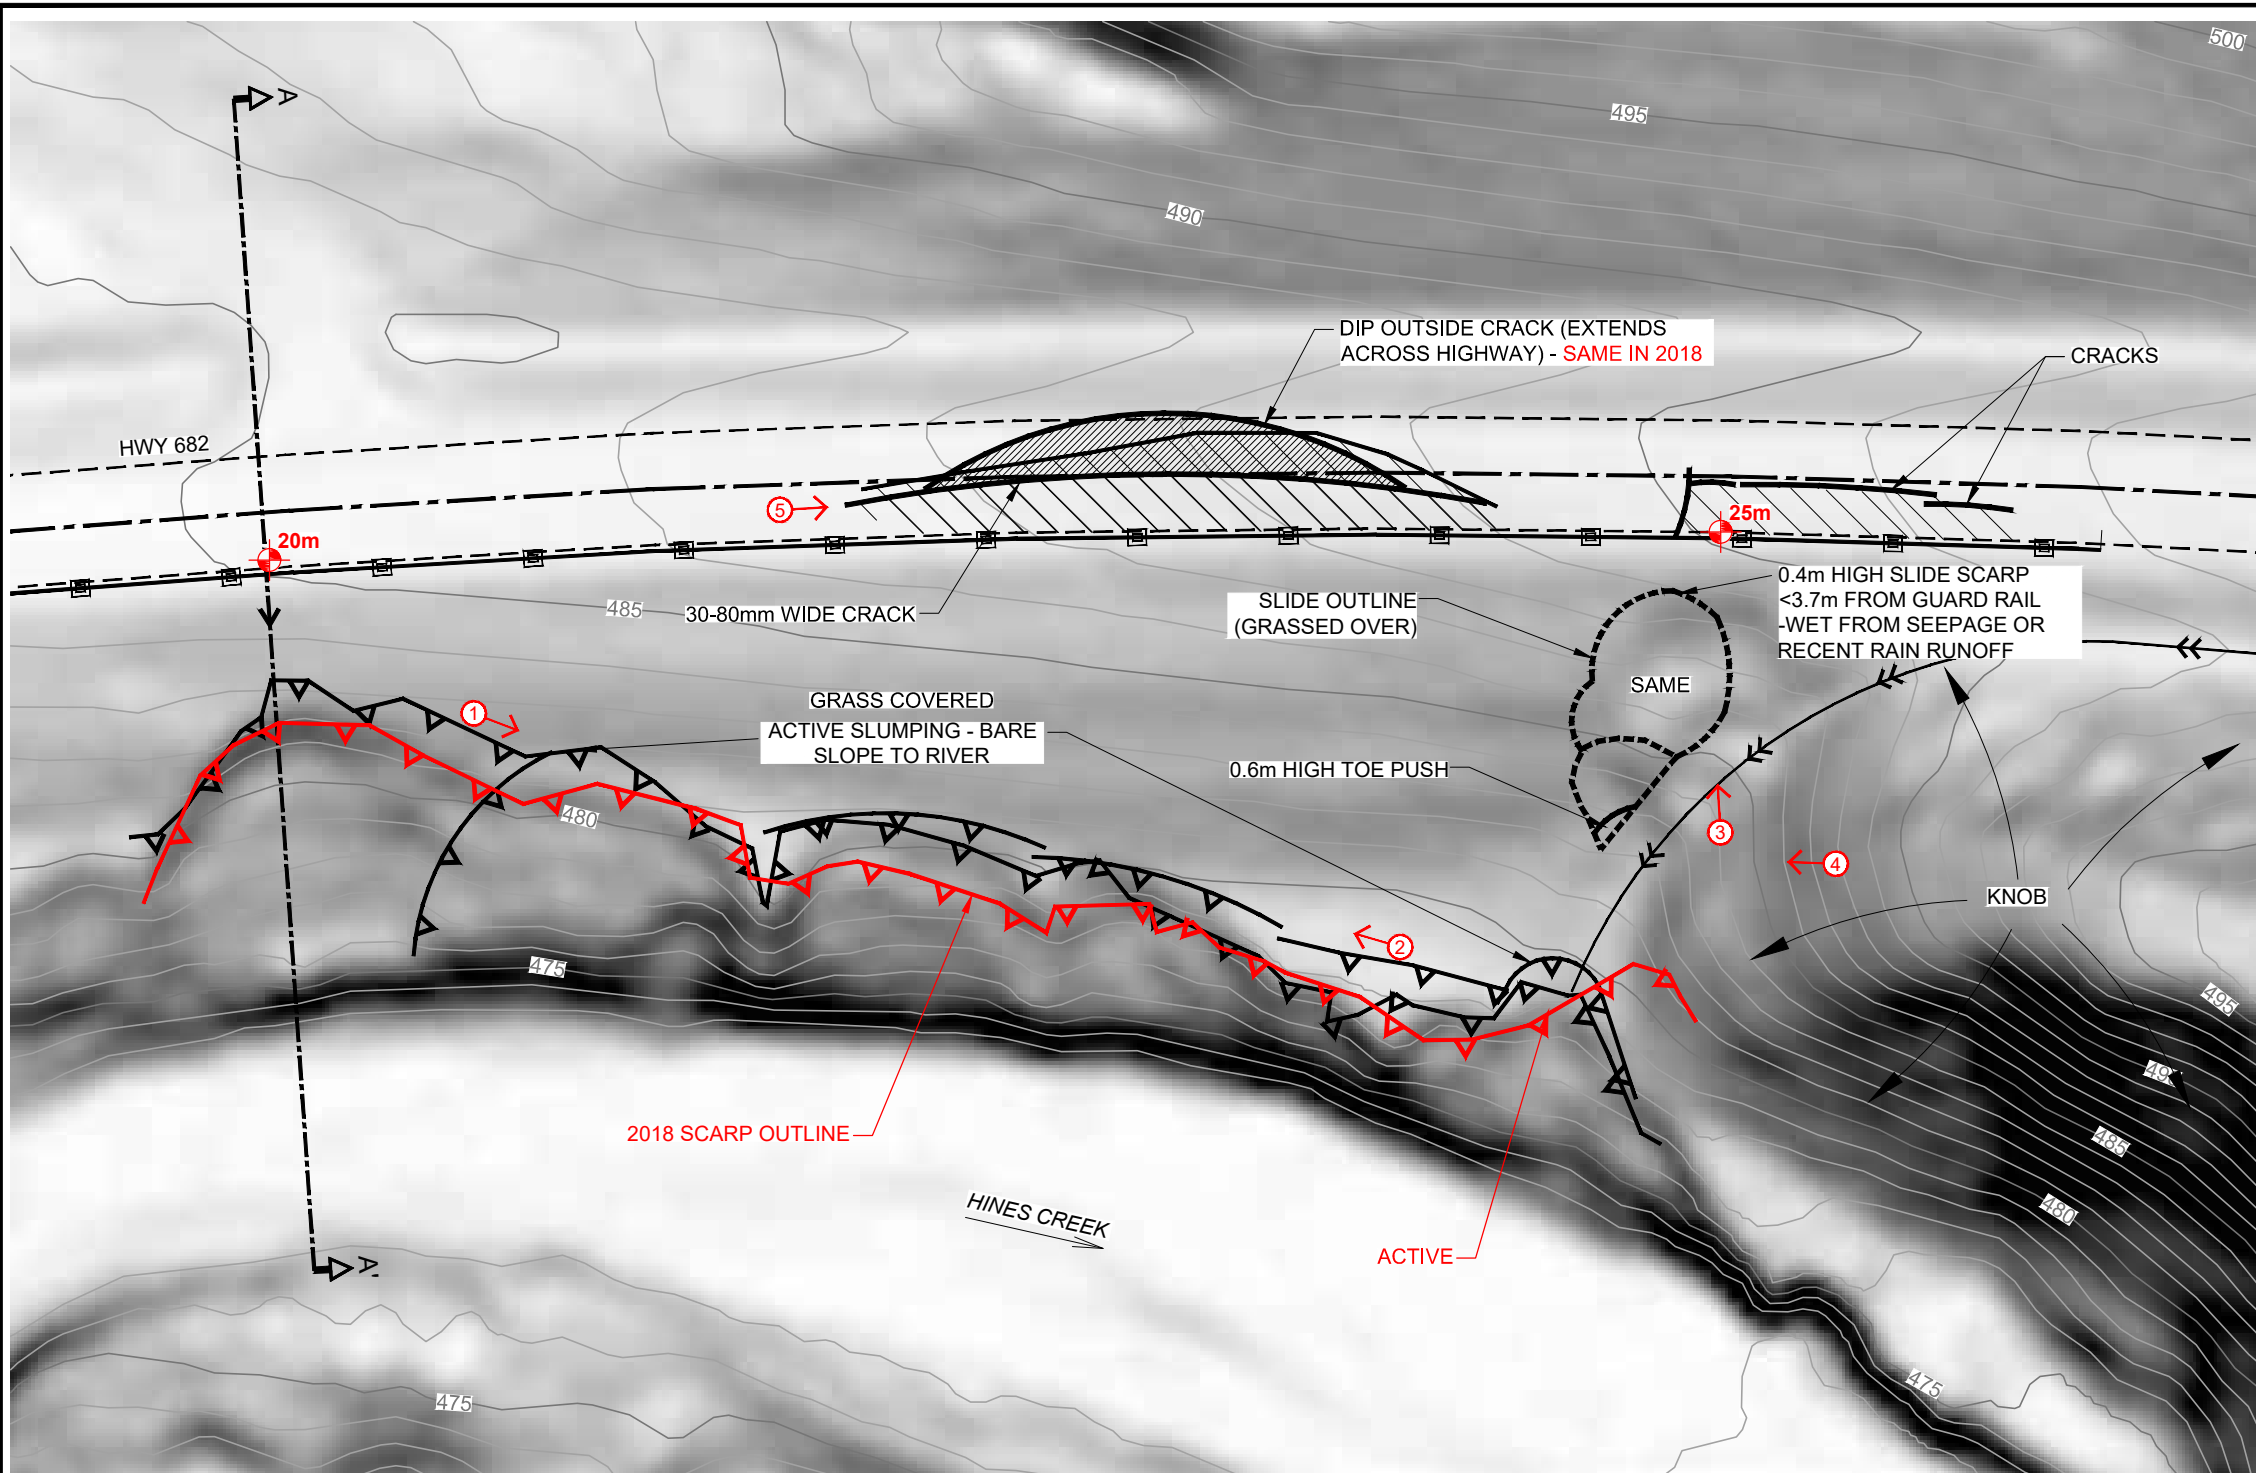 500
A
495
490
DIP OUTSIDE CRACK (EXTENDS
ACROSS HIGHWAY) - SAME IN 2018
CRACKS
HWY 682
5
25m
20m
0.4m HIGH SLIDE SCARP
<3.7m FROM GUARD RAIL
-WET FROM SEEPAGE OR
RECENT RAIN RUNOFF
485
30-80mm WIDE CRACK
SLIDE OUTLINE
(GRASSED OVER)
SAME
GRASS COVERED
1
ACTIVE SLUMPING - BARE
SLOPE TO RIVER
0.6m HIGH TOE PUSH
480
3
4
KNOB
2
475
495
490
2018 SCARP OUTLINE
485
HINES CREEK
480
ACTIVE
A'
475
475